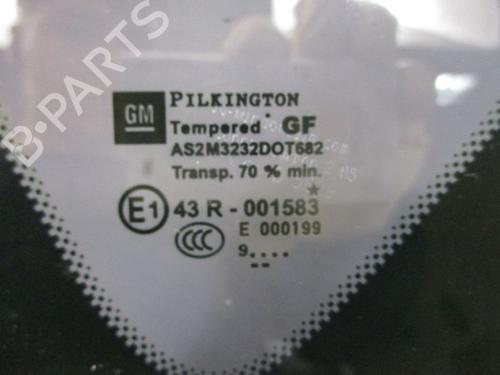 B-PARTS
GM PILKINGTON
Tempered GF
AS2M3232DOT682
Transp. 70 % min.
E1 43 R - 001583
CCC E 000199
9....
--